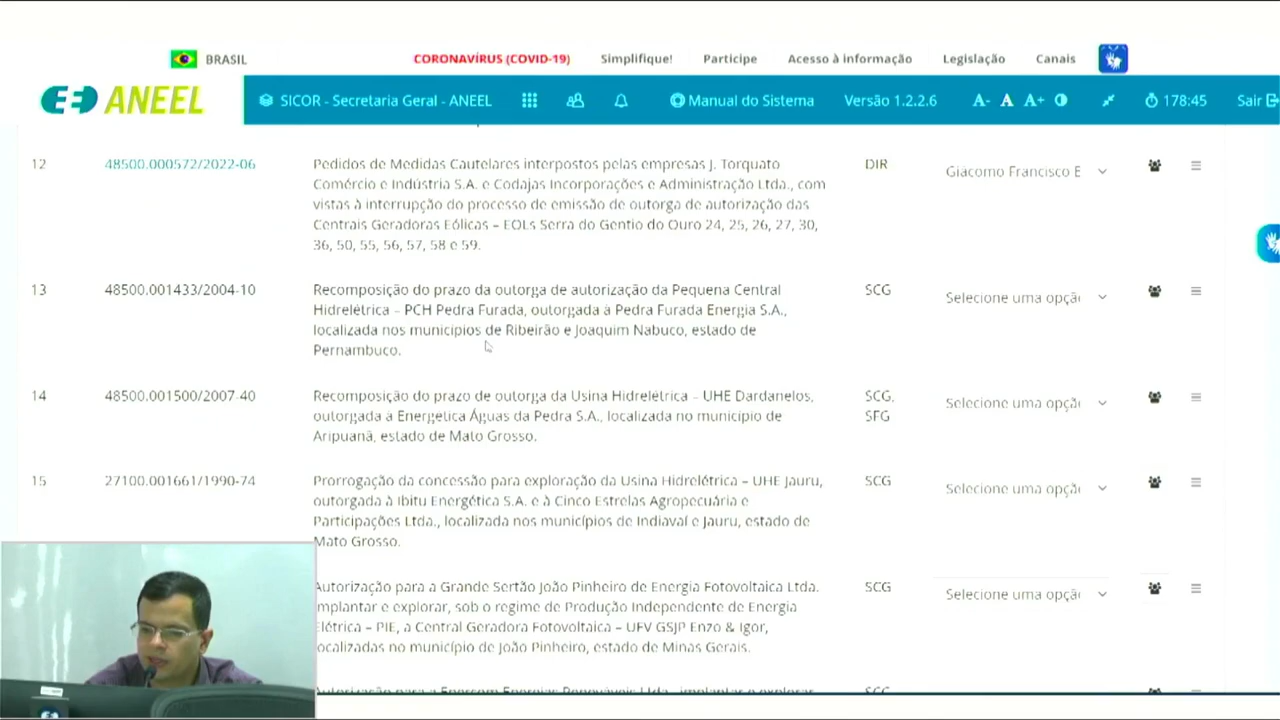 BRASIL CORONAVÍRUS (COVID-19) Simplifique! Participe Acesso à informação Legislação Canais
ANEEL SICOR - Secretaria Geral - ANEEL Manual do Sistema Versão 1.2.2.6 A- A A+ 178:45 Sair
12 48500.000572/2022-06 Pedidos de Medidas Cautelares interpostos pelas empresas J. Torquato DIR Giácomo Francisco B
Comércio e Indústria S.A. e Codajas Incorporações e Administração Ltda., com
vistas à interrupção do processo de emissão de outorga de autorização das
Centrais Geradoras Eólicas – EOLs Serra do Gentio do Ouro 24, 25, 26, 27, 30,
36, 50, 55, 56, 57, 58 e 59.
13 48500.001433/2004-10 Recomposição do prazo da outorga de autorização da Pequena Central SCG Selecione uma opçã
Hidrelétrica – PCH Pedra Furada, outorgada à Pedra Furada Energia S.A.,
localizada nos municípios de Ribeirão e Joaquim Nabuco, estado de
Pernambuco.
14 48500.001500/2007-40 Recomposição do prazo de outorga da Usina Hidrelétrica – UHE Dardanelos, SCG, Selecione uma opçã
outorgada à Energética Águas da Pedra S.A., localizada no município de SFG
Aripuanã, estado de Mato Grosso.
15 27100.001661/1990-74 Prorrogação da concessão para exploração da Usina Hidrelétrica – UHE Jauru, SCG Selecione uma opçã
outorgada à Ibitu Energética S.A. e à Cinco Estrelas Agropecuária e
Participações Ltda., localizada nos municípios de Indiavaí e Jauru, estado de
Mato Grosso.
Autorização para a Grande Sertão João Pinheiro de Energia Fotovoltaica Ltda. SCG Selecione uma opçã
implantar e explorar, sob o regime de Produção Independente de Energia
Elétrica – PIE, a Central Geradora Fotovoltaica – UFV GSJP Enzo & Igor,
localizadas no município de João Pinheiro, estado de Minas Gerais.
Autorização para a Enercom Energias Renováveis Ltda. implantar e explorar SCG